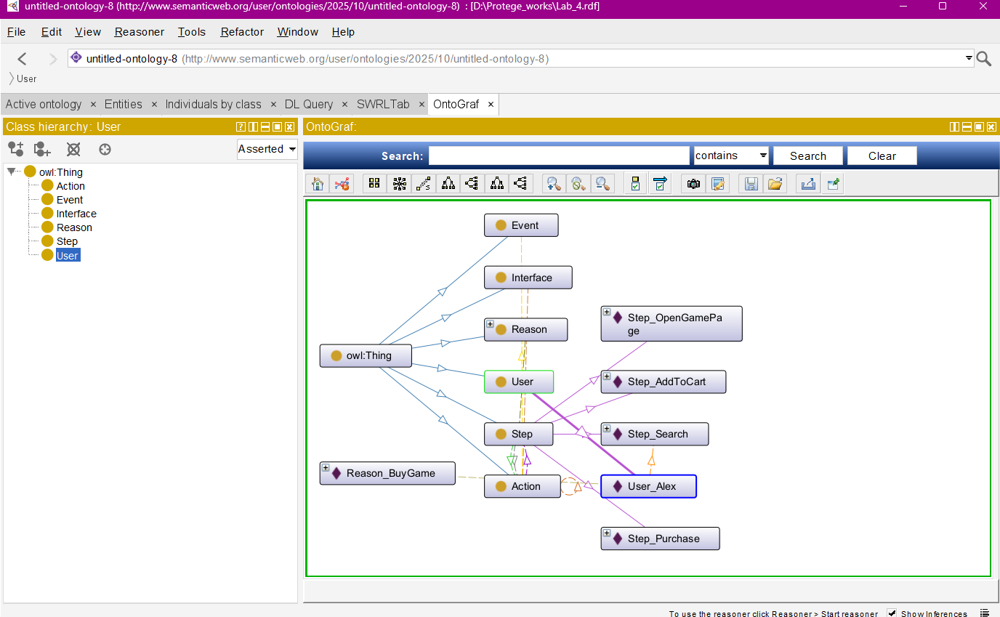 untitled-ontology-8 (http://www.semanticweb.org/user/ontologies/2025/10/untitled-ontology-8) : [D:\Protege_works\Lab_4.rdf]
File Edit View Reasoner Tools Refactor Window Help
untitled-ontology-8 (http://www.semanticweb.org/user/ontologies/2025/10/untitled-ontology-8)
User
Active ontology × Entities × Individuals by class × DL Query × SWRLTab × OntoGraf ×
Class hierarchy: User
Asserted
owl:Thing
Action
Event
Interface
Reason
Step
User
OntoGraf:
Search: contains Search Clear
Event
Interface
Reason
Step_OpenGamePa
ge
owl:Thing
User
Step_AddToCart
Step
Step_Search
Reason_BuyGame
Action
User_Alex
Step_Purchase
To use the reasoner click Reasoner > Start reasoner Show Inferences